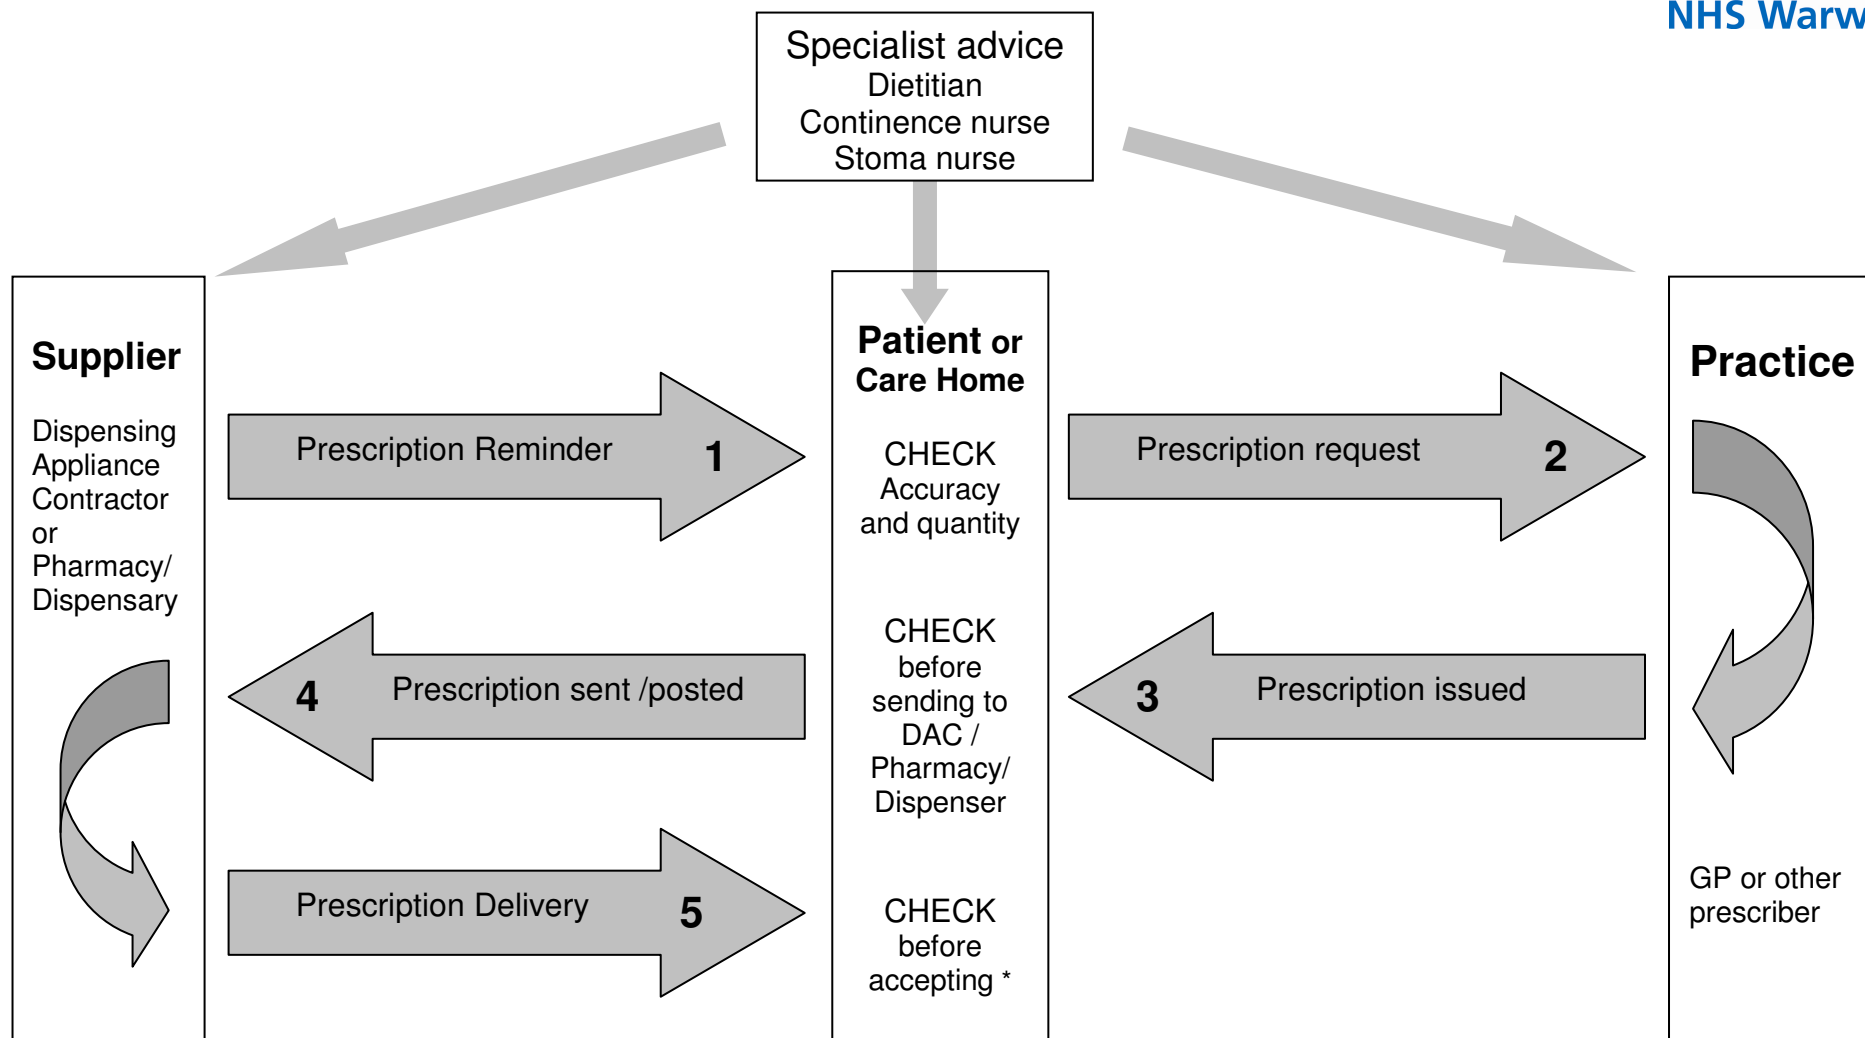 NHS Warw
Specialist advice
Dietitian
Continence nurse
Stoma nurse
Supplier
Dispensing
Appliance
Contractor
or
Pharmacy/
Dispensary
Prescription Reminder 1
Patient or
Care Home
CHECK
Accuracy
and quantity
CHECK
before
sending to
DAC /
Pharmacy/
Dispenser
CHECK
before
accepting *
Prescription request 2
Practice
GP or other
prescriber
3 Prescription issued
4 Prescription sent /posted
Prescription Delivery 5